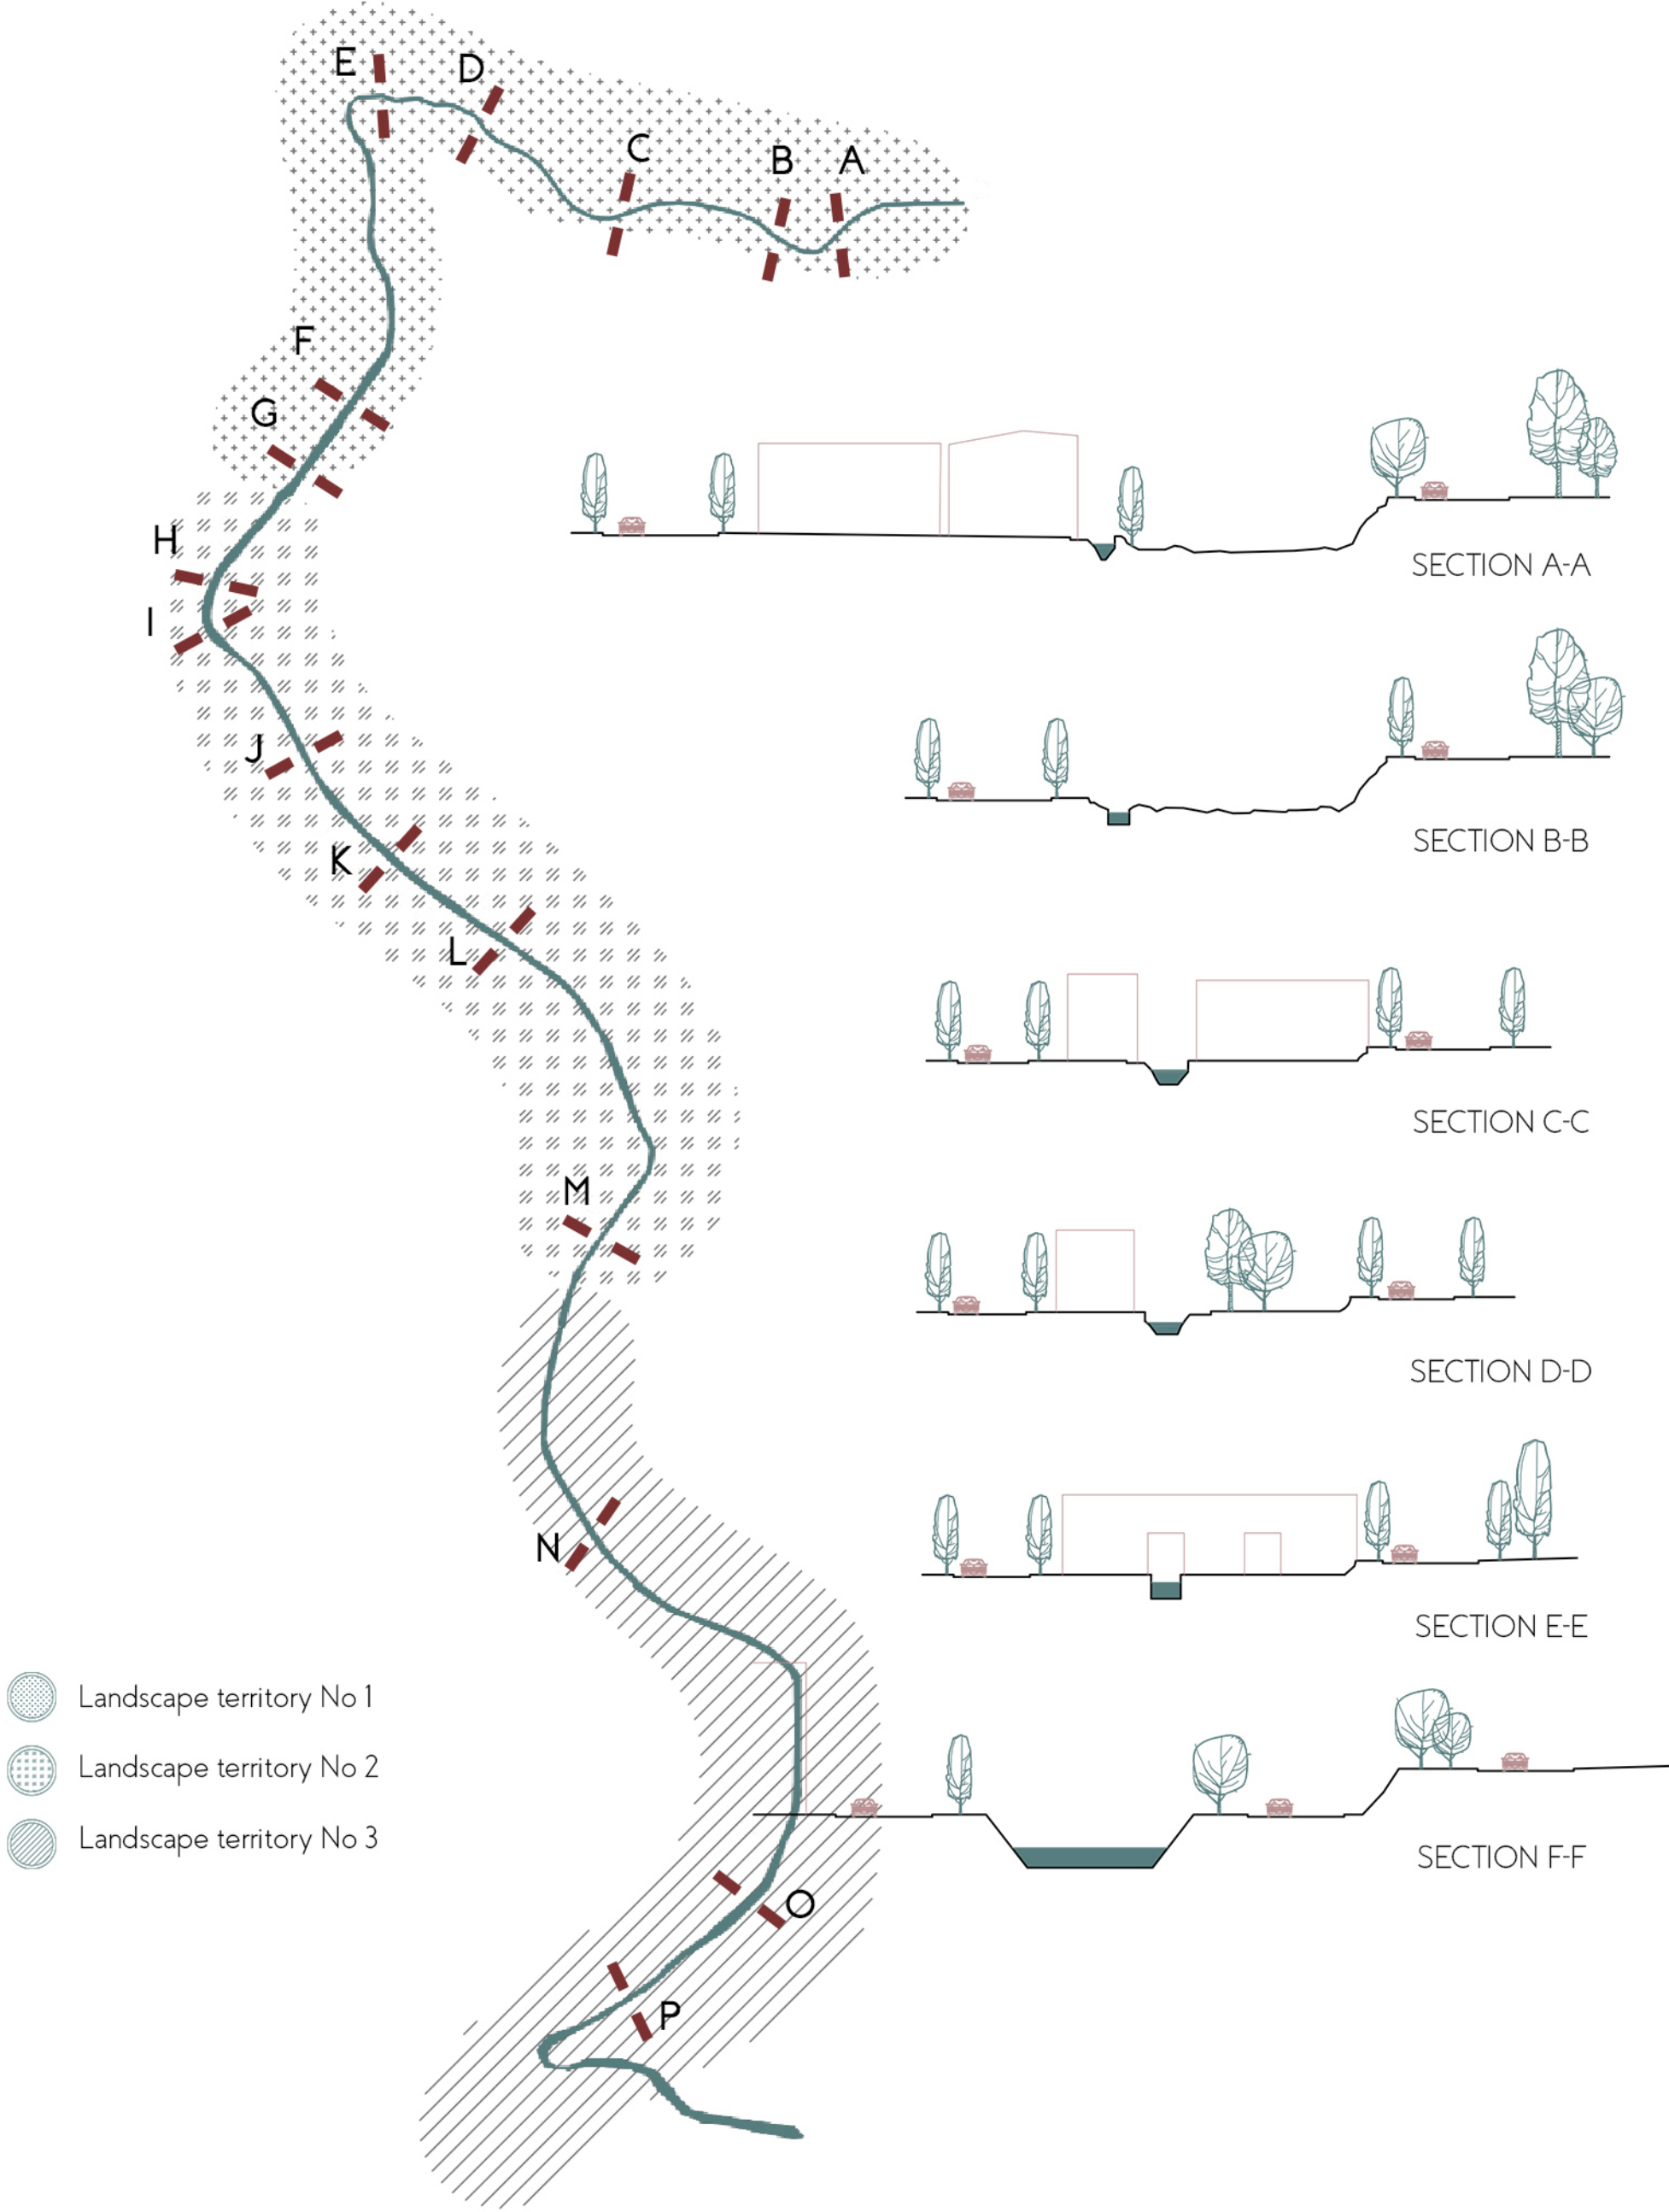 E
D
C
B
A
F
G
H
I
J
K
L
M
N
O
P
SECTION A-A
SECTION B-B
SECTION C-C
SECTION D-D
SECTION E-E
SECTION F-F
Landscape territory No 1
Landscape territory No 2
Landscape territory No 3